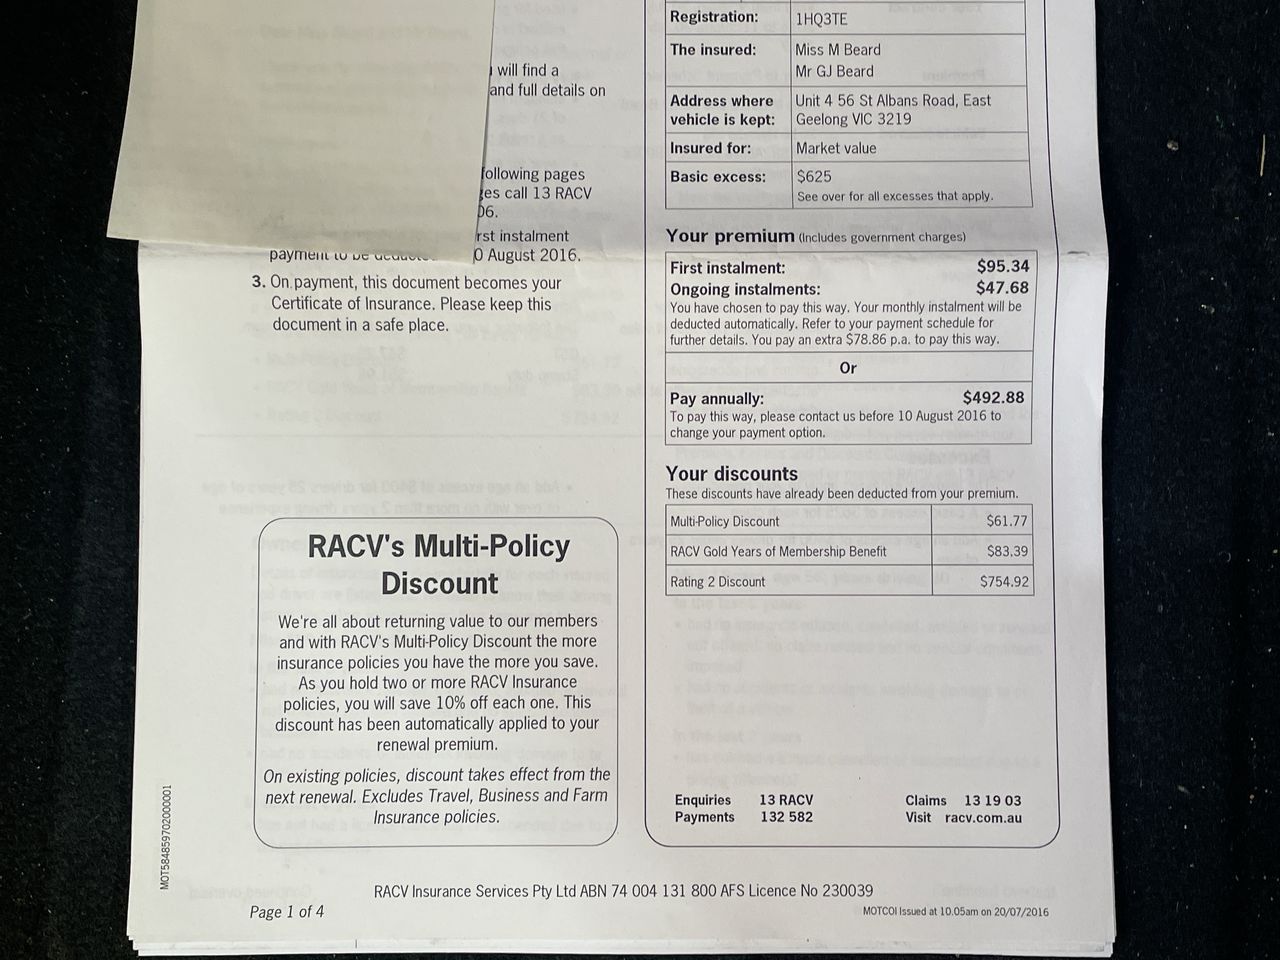 will find a
and full details on
following pages
ges call 13 RACV
06.
rst instalment
payment to be 0 August 2016.
3. On payment, this document becomes your
Certificate of Insurance. Please keep this
document in a safe place.
RACV's Multi-Policy
Discount
We're all about returning value to our members
and with RACV's Multi-Policy Discount the more
insurance policies you have the more you save.
As you hold two or more RACV Insurance
policies, you will save 10% off each one. This
discount has been automatically applied to your
renewal premium.
On existing policies, discount takes effect from the
next renewal. Excludes Travel, Business and Farm
Insurance policies.
MOT584859702000001
Registration: 1HQ3TE
The insured: Miss M Beard
Mr GJ Beard
Address where Unit 4 56 St Albans Road, East
vehicle is kept: Geelong VIC 3219
Insured for: Market value
Basic excess: $625
See over for all excesses that apply.
Your premium (Includes government charges)
First instalment: $95.34
Ongoing instalments: $47.68
You have chosen to pay this way. Your monthly instalment will be
deducted automatically. Refer to your payment schedule for
further details. You pay an extra $78.86 p.a. to pay this way.
Or
Pay annually: $492.88
To pay this way, please contact us before 10 August 2016 to
change your payment option.
Your discounts
These discounts have already been deducted from your premium.
Multi-Policy Discount $61.77
RACV Gold Years of Membership Benefit $83.39
Rating 2 Discount $754.92
Enquiries 13 RACV Claims 13 19 03
Payments 132 582 Visit racv.com.au
RACV Insurance Services Pty Ltd ABN 74 004 131 800 AFS Licence No 230039
Page 1 of 4
MOTCOI Issued at 10.05am on 20/07/2016